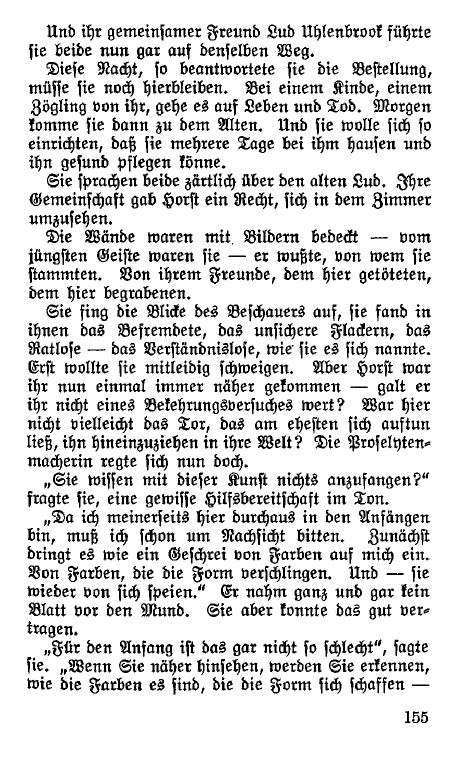 Und ihr gemeinsamer Freund Lud Uhlenbrook führte
sie beide nun gar auf denselben Weg.
Diese Nacht, so beantwortete sie die Bestellung,
müsse sie noch hierbleiben. Bei einem Kinde, einem
Zögling von ihr, gehe es auf Leben und Tod. Morgen
komme sie dann zu dem Alten. Und sie wolle sich so
einrichten, daß sie mehrere Tage bei ihm hausen und
ihn gesund pflegen könne.
Sie sprachen beide zärtlich über den alten Lud. Ihre
Gemeinschaft gab Horst ein Recht, sich in dem Zimmer
umzusehen.
Die Wände waren mit Bildern bedeckt — vom
jüngsten Geiste waren sie — er wußte, von wem sie
stammten. Von ihrem Freunde, dem hier getöteten,
dem hier begrabenen.
Sie fing die Blicke des Beschauers auf, sie fand in
ihnen das Befremdete, das unsichere Flackern, das
Ratlose — das Verständnislose, wie sie es sich nannte.
Erst wollte sie mitleidig schweigen. Aber Horst war
ihr nun einmal immer näher gekommen — galt er
ihr nicht eines Bekehrungsversuches wert? War hier
nicht vielleicht das Tor, das am ehesten sich auftun
ließ, ihn hineinzuziehen in ihre Welt? Die Proselyten-
macherin regte sich nun doch.
„Sie wissen mit dieser Kunst nichts anzufangen?“
fragte sie, eine gewisse Hilfsbereitschaft im Ton.
„Da ich meinerseits hier durchaus in den Anfängen
bin, muß ich schon um Nachsicht bitten. Zunächst
dringt es wie ein Geschrei von Farben auf mich ein.
Von Farben, die die Form verschlingen. Und — sie
wieder von sich speien.“ Er nahm ganz und gar kein
Blatt vor den Mund. Sie aber konnte das gut ver-
tragen.
„Für den Anfang ist das gar nicht so schlecht“, sagte
sie. „Wenn Sie näher hinsehen, werden Sie erkennen,
wie die Farben es sind, die die Form sich schaffen —
155